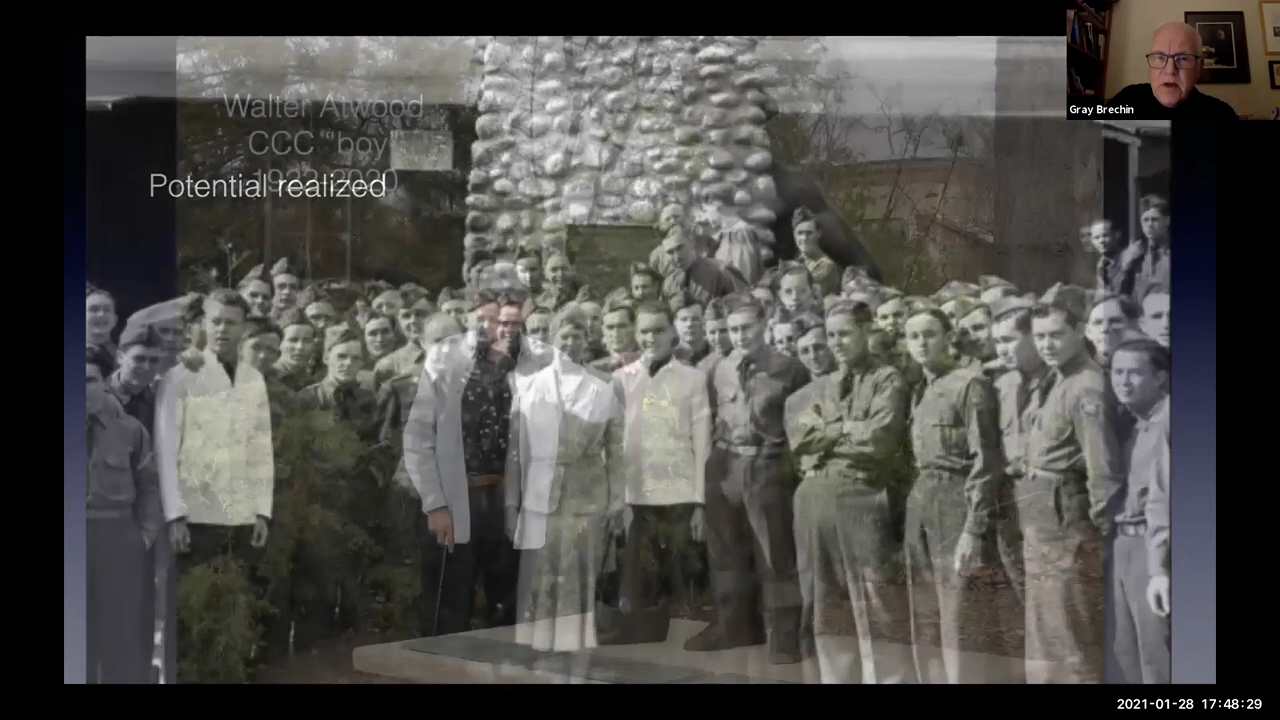 Walter Atwood
CCC "boy"
Potential realized
Gray Brechin
2021-01-28 17:48:29